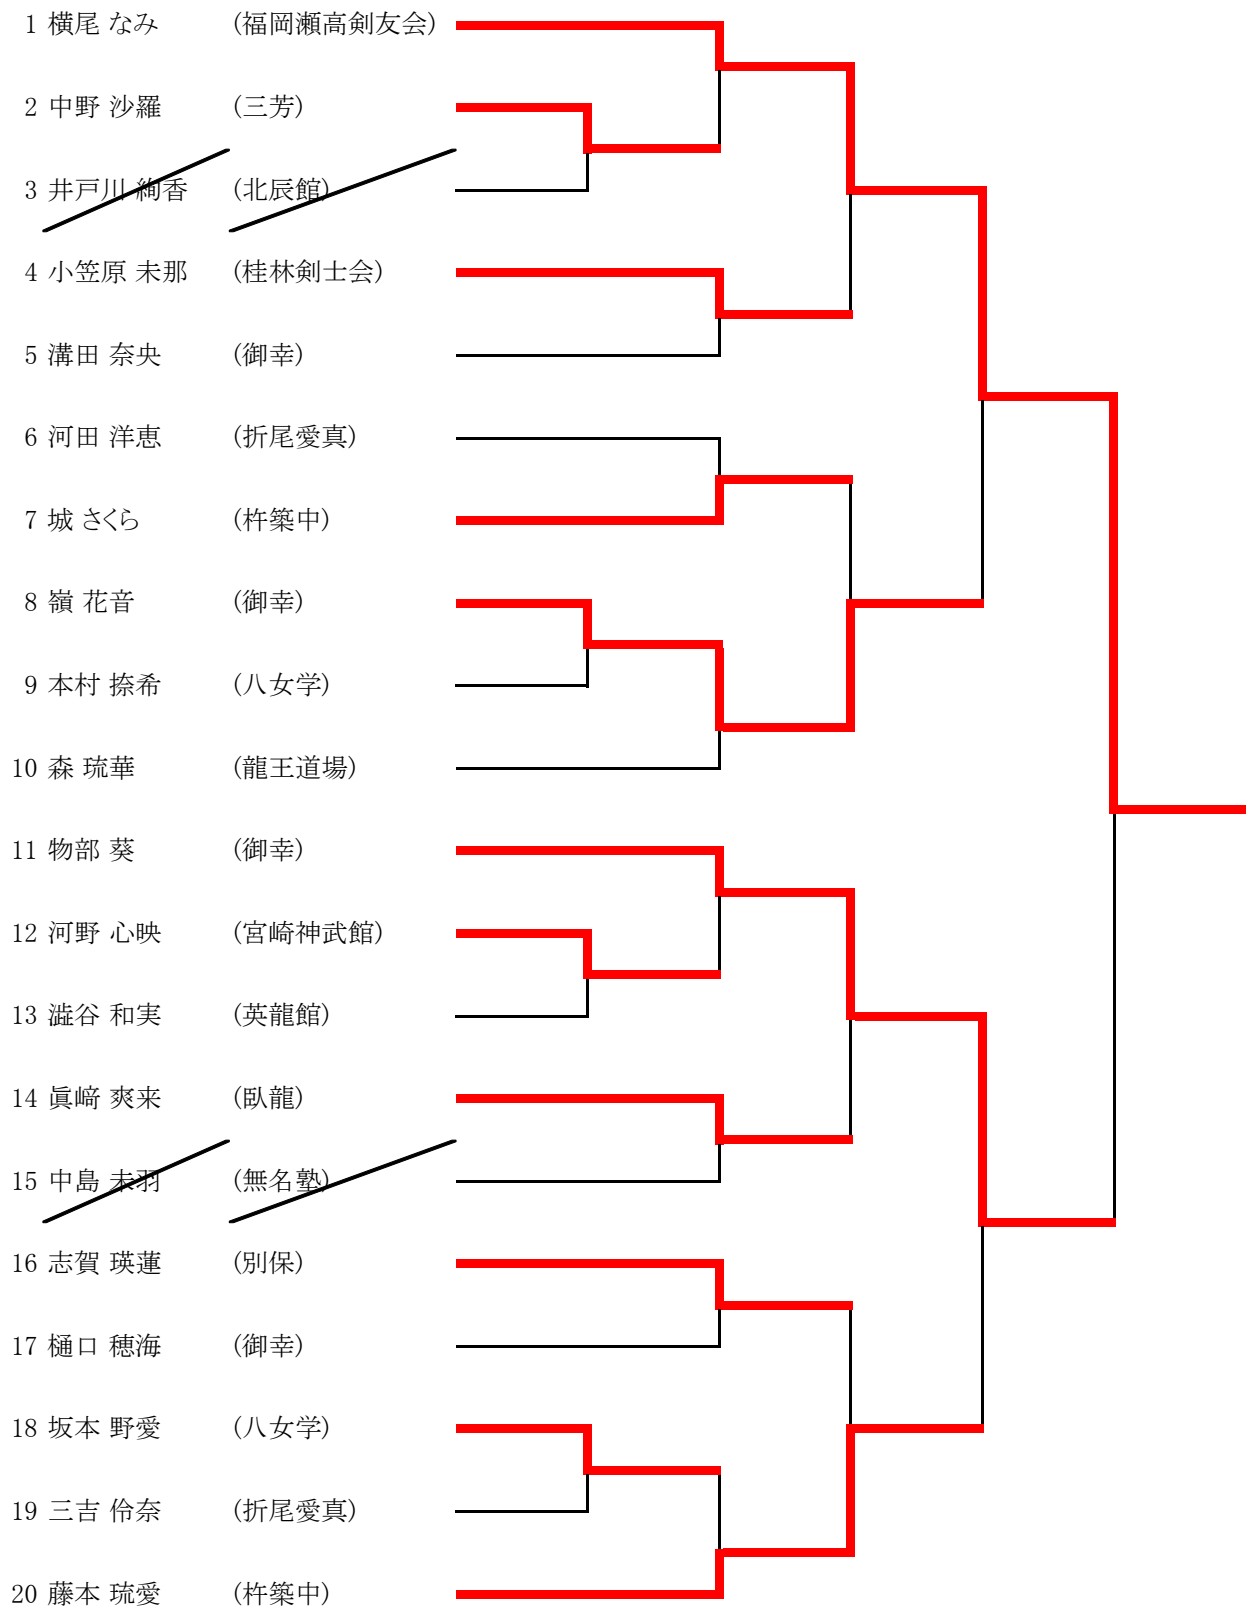 1 横尾 なみ (福岡瀬高剣友会)
2 中野 沙羅 (三芳)
3 井戸川 絢香 (北辰館)
4 小笠原 未那 (桂林剣士会)
5 溝田 奈央 (御幸)
6 河田 洋恵 (折尾愛真)
7 城 さくら (杵築中)
8 嶺 花音 (御幸)
9 本村 捺希 (八女学)
10 森 琉華 (龍王道場)
11 物部 葵 (御幸)
12 河野 心映 (宮崎神武館)
13 澁谷 和実 (英龍館)
14 眞﨑 爽来 (臥龍)
15 中島 未羽 (無名塾)
16 志賀 瑛蓮 (別保)
17 樋口 穂海 (御幸)
18 坂本 野愛 (八女学)
19 三吉 伶奈 (折尾愛真)
20 藤本 琉愛 (杵築中)